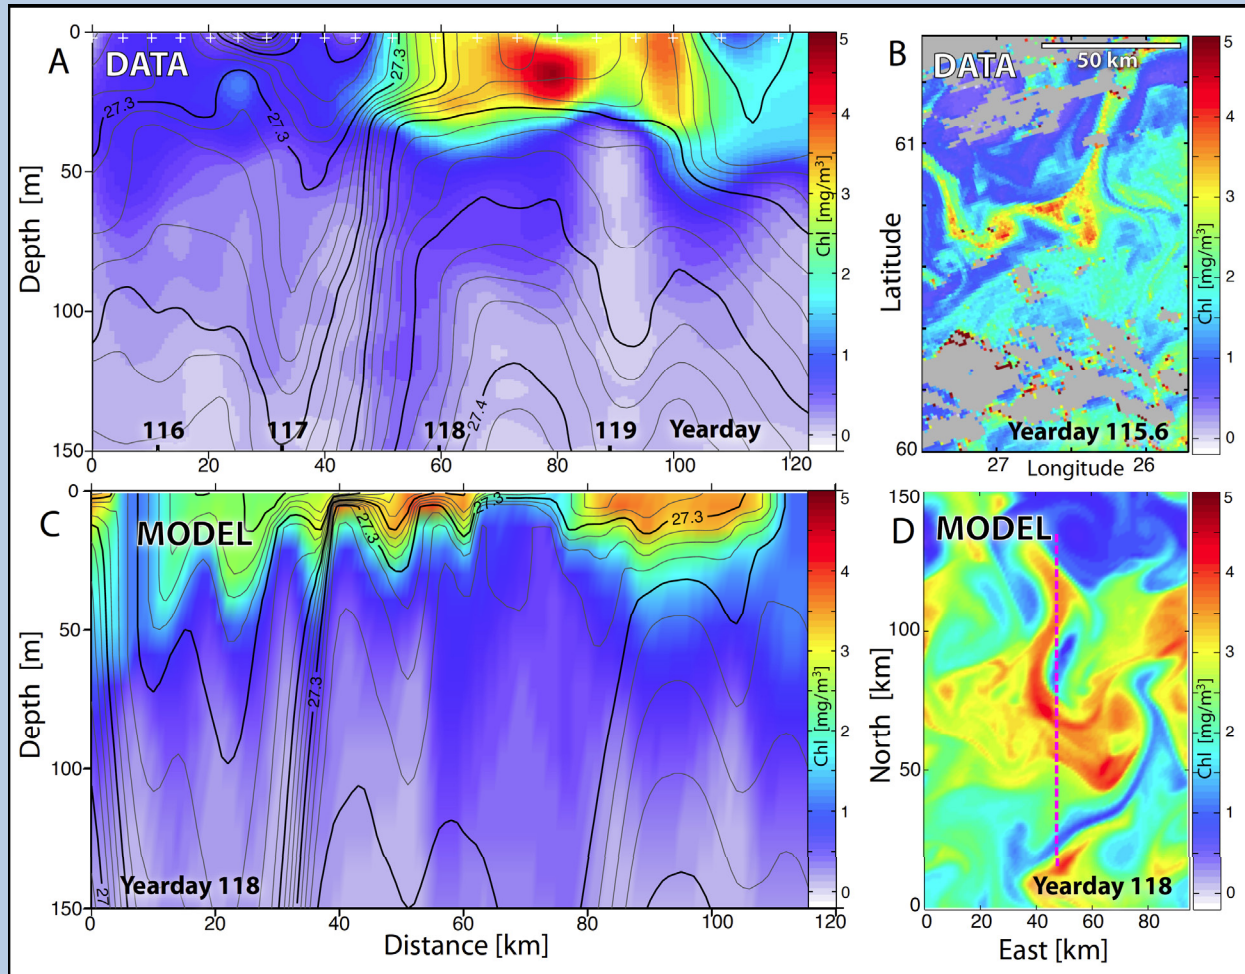 A DATA
0
50
100
150
Depth [m]
27.3
27.3
27.3
27.4
116 117 118 119 Yearday
0 20 40 60 80 100 120
5
4
3
2
1
0
Chl [mg/m³]
B DATA
50 km
61
60
Latitude
Yearday 115.6
27 26
Longitude
5
4
3
2
1
0
Chl [mg/m³]
C MODEL
0
50
100
150
Depth [m]
27.3
27.3
27.3
27.3
27
Yearday 118
0 20 40 60 80 100 120
Distance [km]
5
4
3
2
1
0
Chl [mg/m³]
D MODEL
150
100
50
0
North [km]
Yearday 118
0 20 40 60 80
East [km]
5
4
3
2
1
0
Chl [mg/m³]